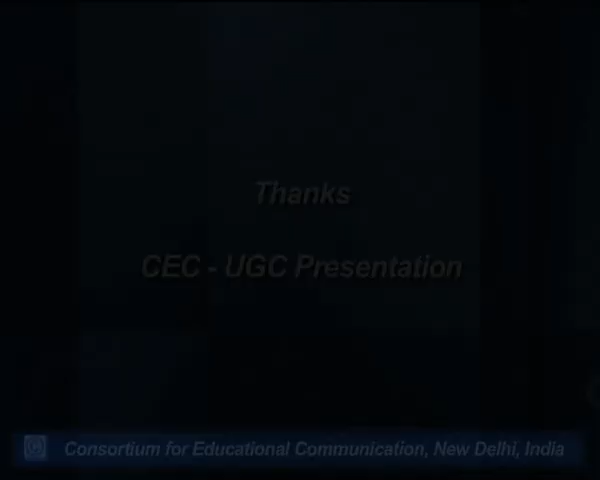 Thanks
CEC - UGC Presentation
Consortium for Educational Communication, New Delhi, India